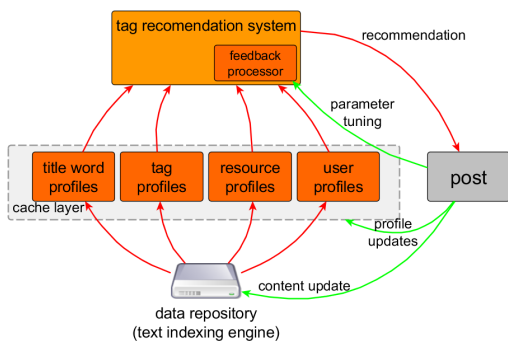 tag recomendation system
feedback
processor
recommendation
parameter
tuning
title word
profiles
tag
profiles
resource
profiles
user
profiles
post
cache layer
profile
updates
content update
data repository
(text indexing engine)